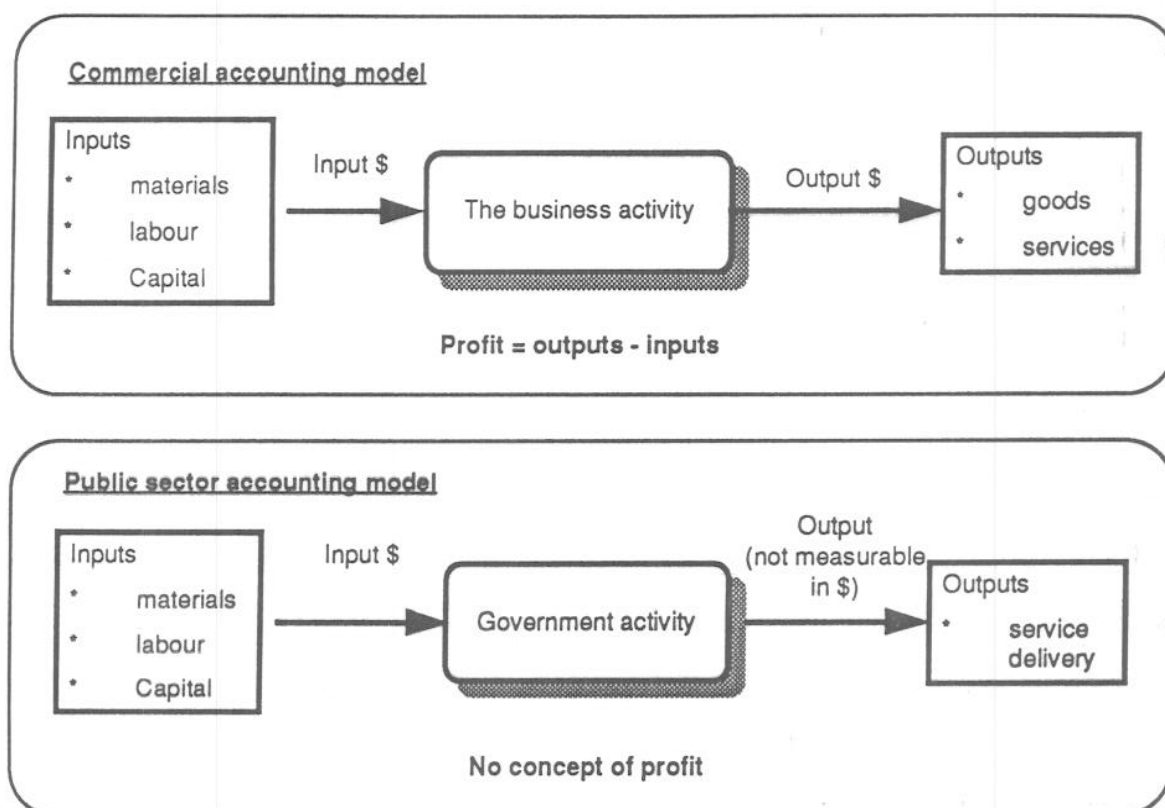 Commercial accounting model
Inputs
* materials
* labour
* Capital
Input $
The business activity
Output $
Outputs
* goods
* services
Profit = outputs - inputs
Public sector accounting model
Inputs
* materials
* labour
* Capital
Input $
Government activity
Output
(not measurable
in $)
Outputs
* service
delivery
No concept of profit